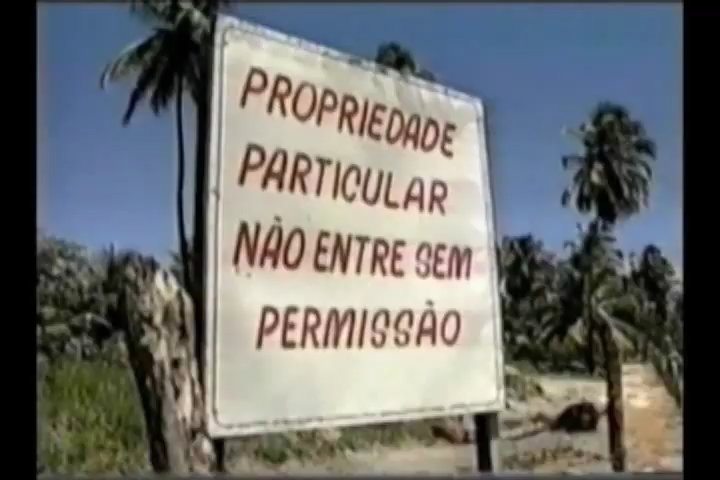 PROPRIEDADE
PARTICULAR
NÃO ENTRE SEM
PERMISSÃO